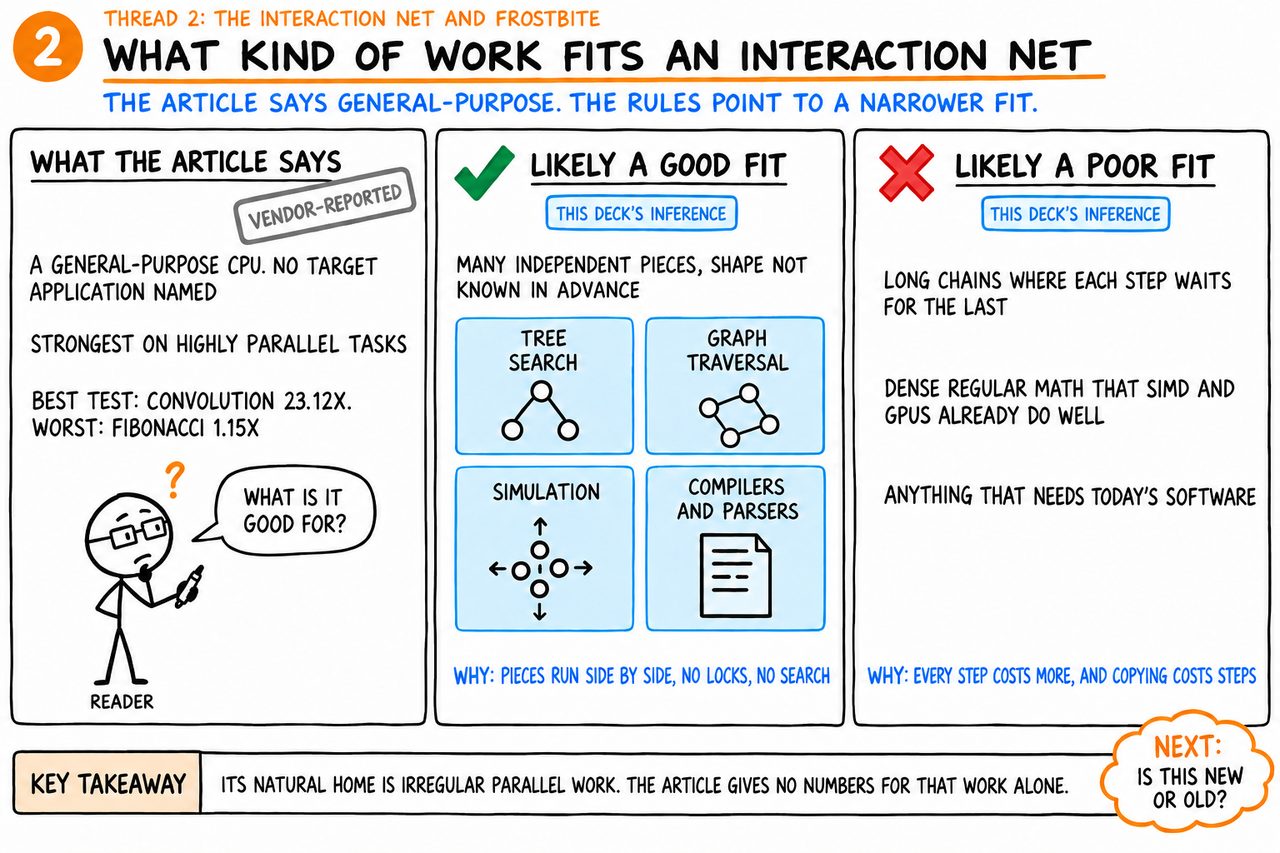 2
THREAD 2: THE INTERACTION NET AND FROSTBITE
WHAT KIND OF WORK FITS AN INTERACTION NET
THE ARTICLE SAYS GENERAL-PURPOSE. THE RULES POINT TO A NARROWER FIT.
WHAT THE ARTICLE SAYS
VENDOR-REPORTED
A GENERAL-PURPOSE CPU. NO TARGET
APPLICATION NAMED
STRONGEST ON HIGHLY PARALLEL TASKS
BEST TEST: CONVOLUTION 23.12X.
WORST: FIBONACCI 1.15X
?
WHAT IS IT
GOOD FOR?
READER
LIKELY A GOOD FIT
THIS DECK'S INFERENCE
MANY INDEPENDENT PIECES, SHAPE NOT
KNOWN IN ADVANCE
TREE
SEARCH
GRAPH
TRAVERSAL
SIMULATION
COMPILERS
AND PARSERS
WHY: PIECES RUN SIDE BY SIDE, NO LOCKS, NO SEARCH
LIKELY A POOR FIT
THIS DECK'S INFERENCE
LONG CHAINS WHERE EACH STEP WAITS
FOR THE LAST
DENSE REGULAR MATH THAT SIMD AND
GPUS ALREADY DO WELL
ANYTHING THAT NEEDS TODAY'S SOFTWARE
WHY: EVERY STEP COSTS MORE, AND COPYING COSTS STEPS
KEY TAKEAWAY
ITS NATURAL HOME IS IRREGULAR PARALLEL WORK. THE ARTICLE GIVES NO NUMBERS FOR THAT WORK ALONE.
NEXT:
IS THIS NEW
OR OLD?